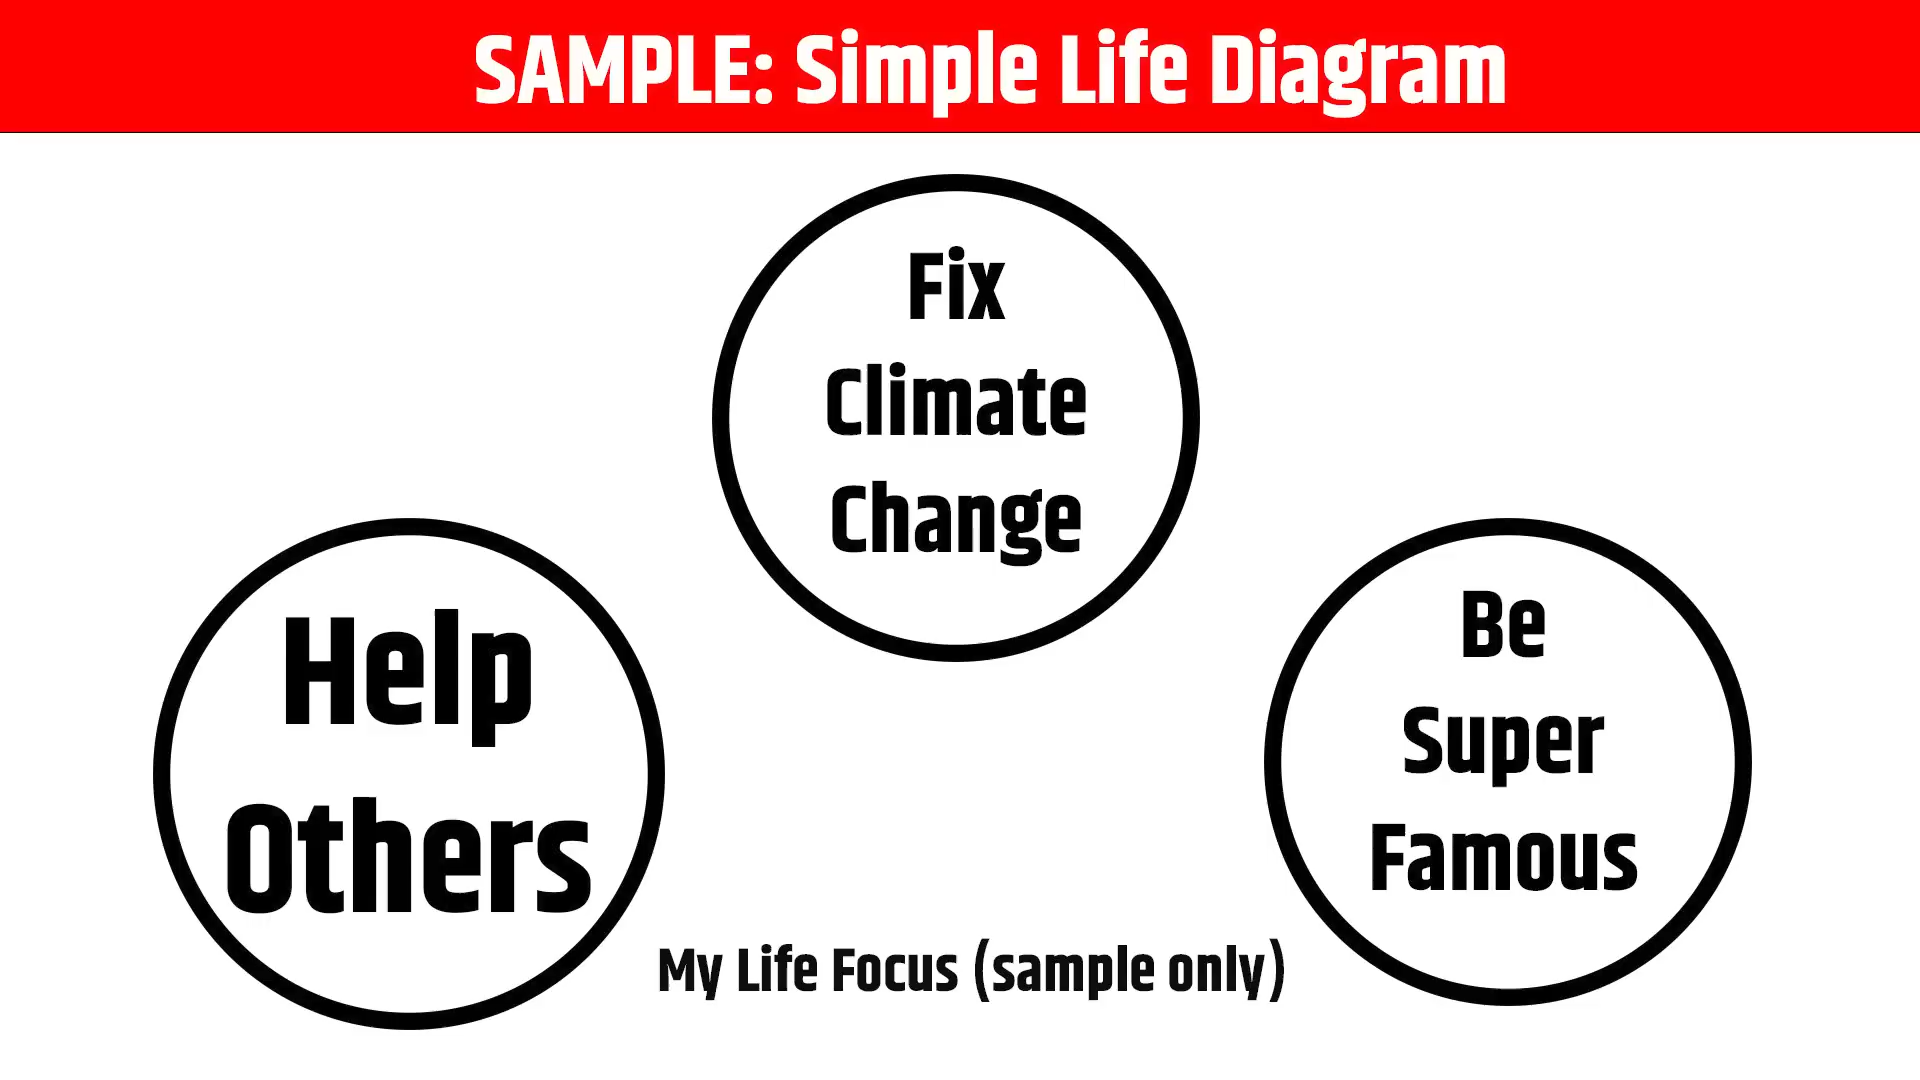 SAMPLE: Simple Life Diagram
Fix
Climate
Change
Help
Others
Be
Super
Famous
My Life Focus (sample only)